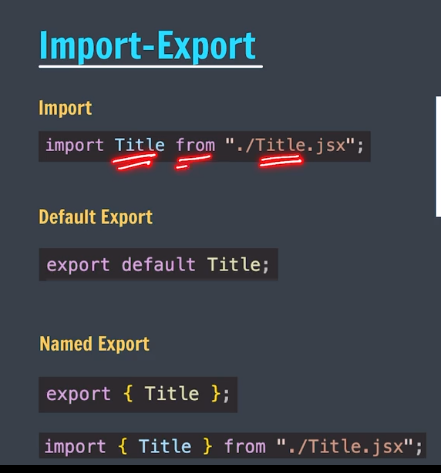 Import-Export
Import
import Title from "./Title.jsx";
Default Export
export default Title;
Named Export
export { Title };
import { Title } from "./Title.jsx";